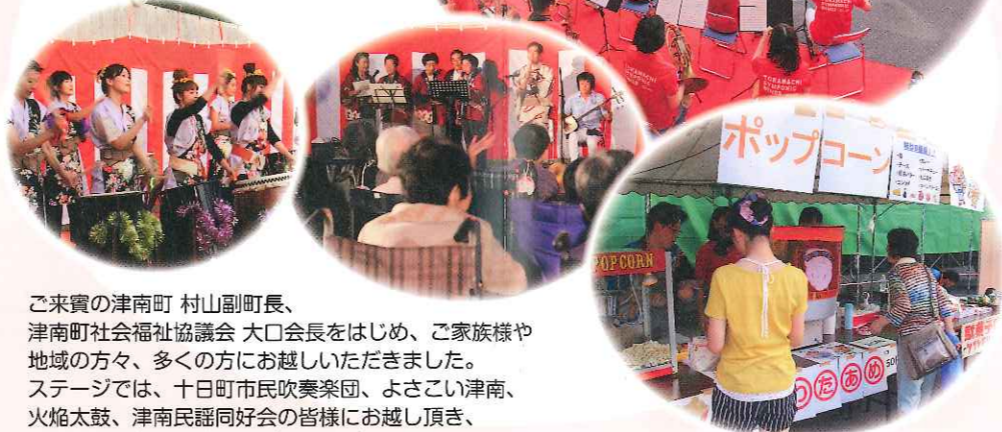 TOKAMACHI
SYMPHONIC
ポップコーン
POPCORN
わたあめ
ご来賓の津南町 村山副町長、
津南町社会福祉協議会 大口会長をはじめ、ご家族様や
地域の方々、多くの方にお越しいただきました。
ステージでは、十日町市民吹奏楽団、よさこい津南、
火焔太鼓、津南民謡同好会の皆様にお越し頂き、